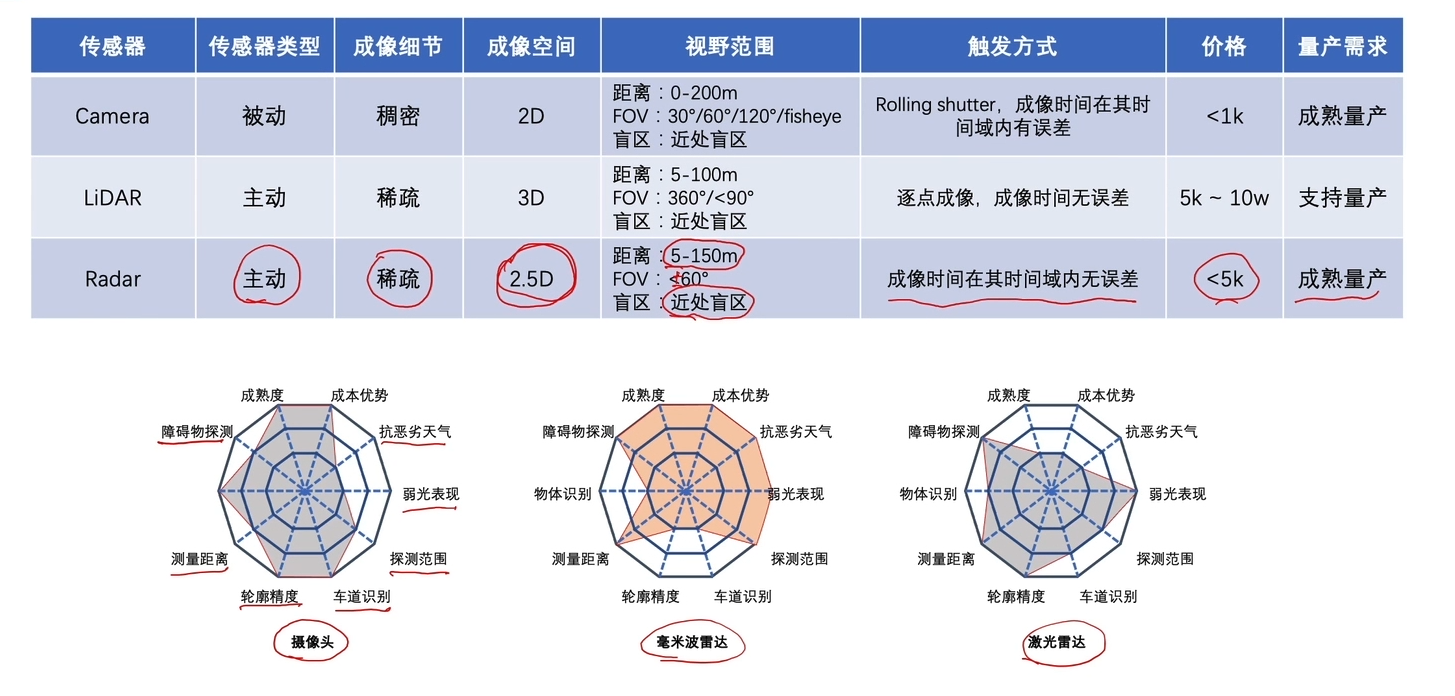 传感器 传感器类型 成像细节 成像空间 视野范围 触发方式 价格 量产需求
Camera 被动 稠密 2D
距离：0-200m
FOV：30°/60°/120°/fisheye
盲区：近处盲区
Rolling shutter，成像时间在其时
间域内有误差
<1k 成熟量产
LiDAR 主动 稀疏 3D
距离：5-100m
FOV：360°/<90°
盲区：近处盲区
逐点成像，成像时间无误差
5k ~ 10w 支持量产
Radar 主动 稀疏 2.5D
距离：5-150m
FOV：<60°
盲区：近处盲区
成像时间在其时间域内无误差
<5k 成熟量产
成熟度 成本优势
障碍物探测 抗恶劣天气
弱光表现
测量距离 探测范围
轮廓精度 车道识别
摄像头
成熟度 成本优势
障碍物探测 抗恶劣天气
物体识别 弱光表现
测量距离 探测范围
轮廓精度 车道识别
毫米波雷达
成熟度 成本优势
障碍物探测 抗恶劣天气
物体识别 弱光表现
测量距离 探测范围
轮廓精度 车道识别
激光雷达